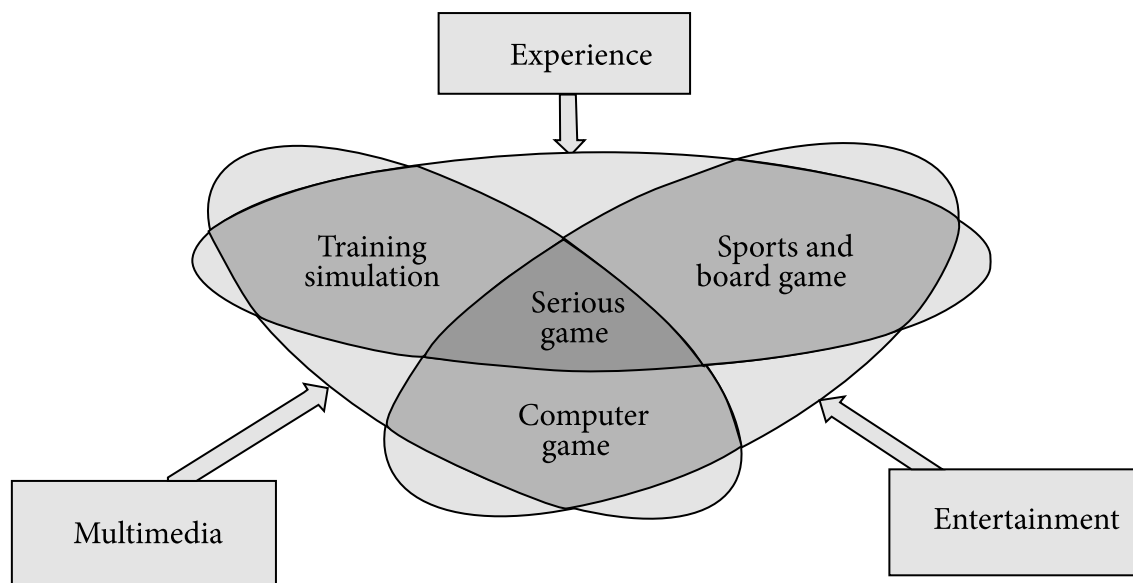 Experience
Training
simulation
Sports and
board game
Serious
game
Computer
game
Multimedia
Entertainment